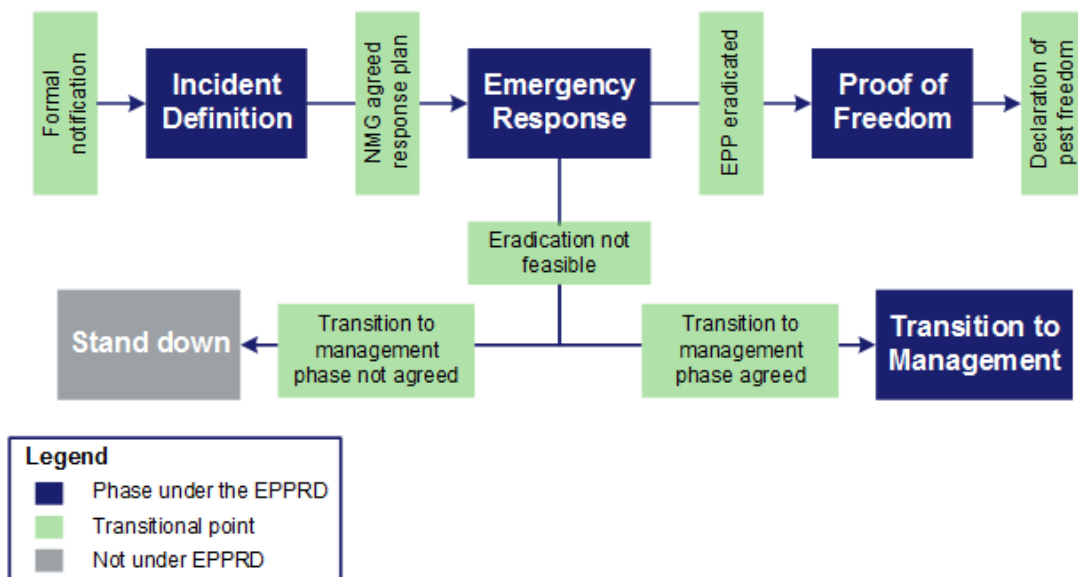 Formal
notification
Incident
Definition
NMG agreed
response plan
Emergency
Response
EPP eradicated
Proof of
Freedom
Declaration of
pest freedom
Eradication not
feasible
Stand down
Transition to
management
phase not agreed
Transition to
management
phase agreed
Transition to
Management
Legend
Phase under the EPPRD
Transitional point
Not under EPPRD